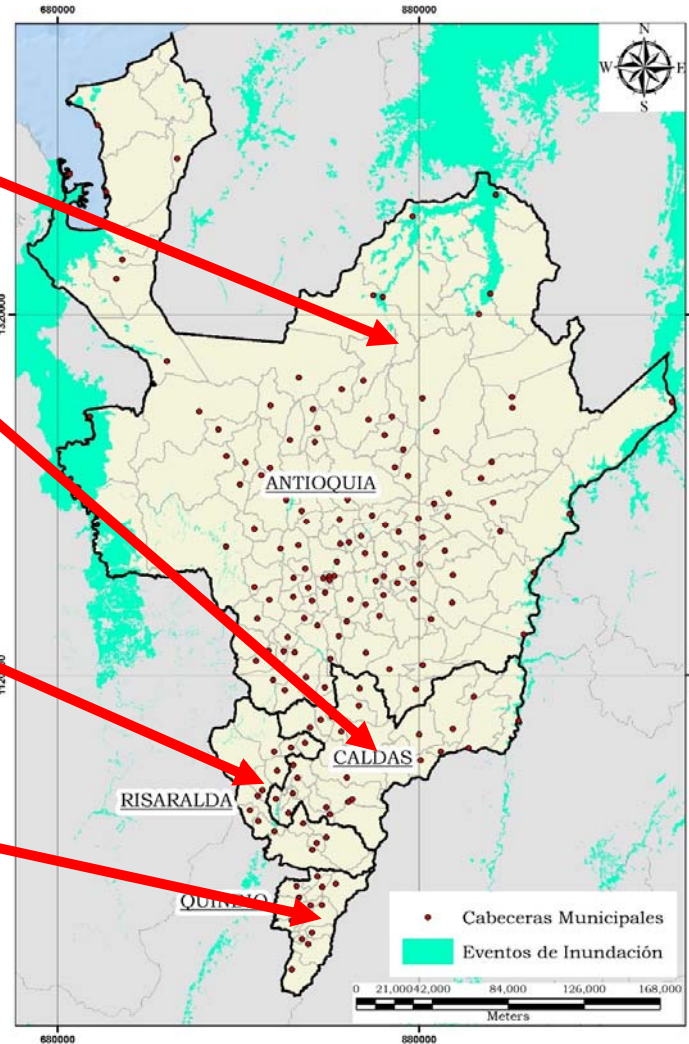 680000
880000
N
W
E
S
1320000
ANTIOQUIA
CALDAS
RISARALDA
Cabeceras Municipales
Eventos de Inundación
0 21,000 42,000 84,000 126,000 168,000
Meters
680000
880000